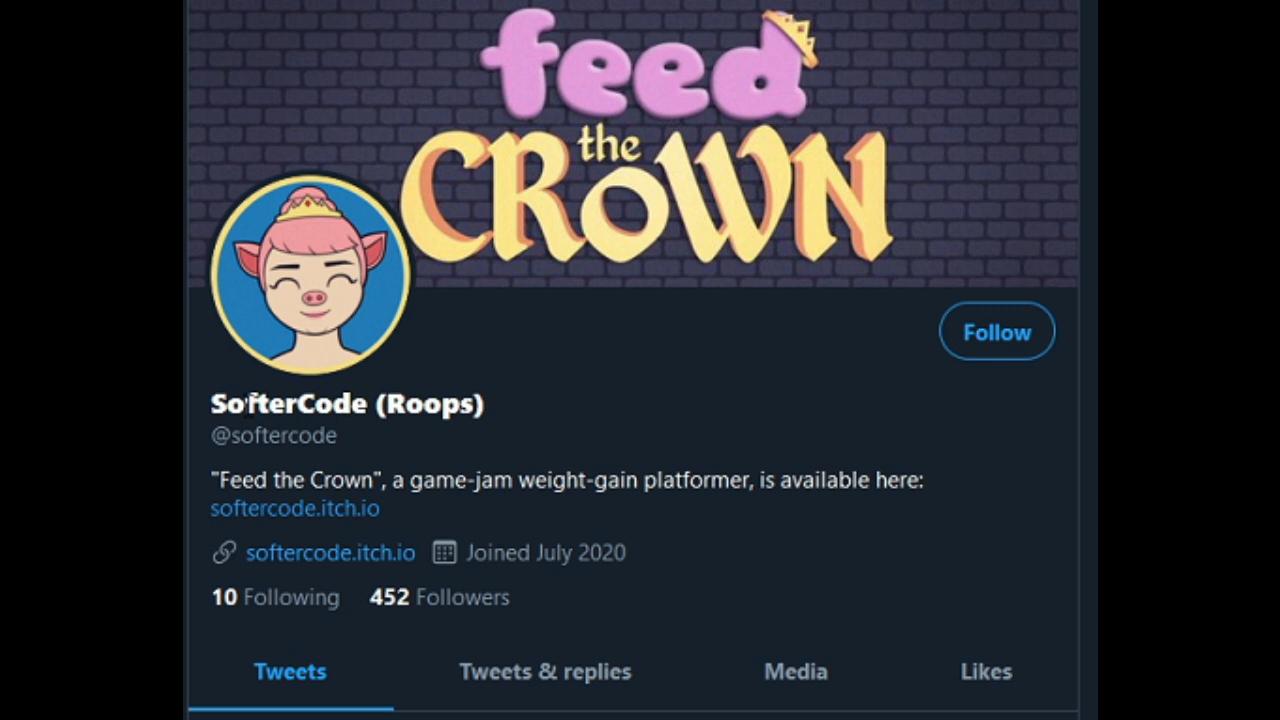 feed
the
CROWN
Follow
SofterCode (Roops)
@softercode
"Feed the Crown", a game-jam weight-gain platformer, is available here:
softercode.itch.io
softercode.itch.io Joined July 2020
10 Following 452 Followers
Tweets Tweets & replies Media Likes